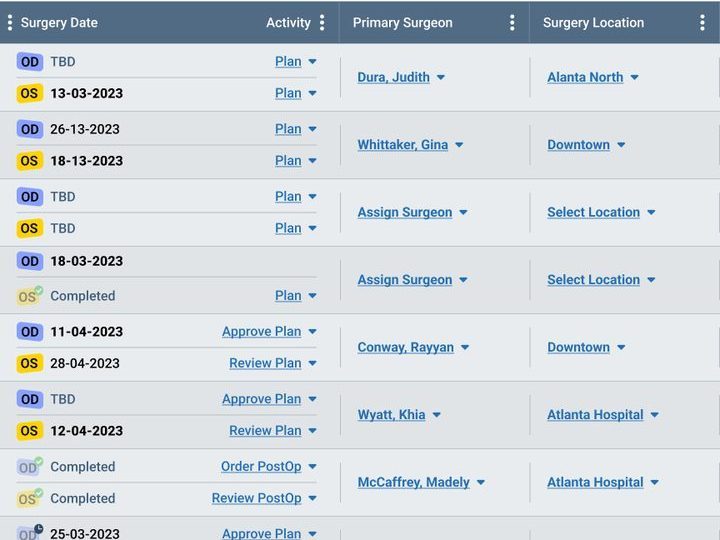 Surgery Date Activity Primary Surgeon Surgery Location
OD TBD Plan
Dura, Judith Alanta North
OS 13-03-2023 Plan
OD 26-13-2023 Plan
Whittaker, Gina Downtown
OS 18-13-2023 Plan
OD TBD Plan
Assign Surgeon Select Location
OS TBD Plan
OD 18-03-2023
Assign Surgeon Select Location
OS Completed Plan
OD 11-04-2023 Approve Plan
Conway, Rayyan Downtown
OS 28-04-2023 Review Plan
OD TBD Approve Plan
Wyatt, Khia Atlanta Hospital
OS 12-04-2023 Review Plan
OD Completed Order PostOp
McCaffrey, Madely Atlanta Hospital
OS Completed Review PostOp
OD 25-03-2023 Approve Plan